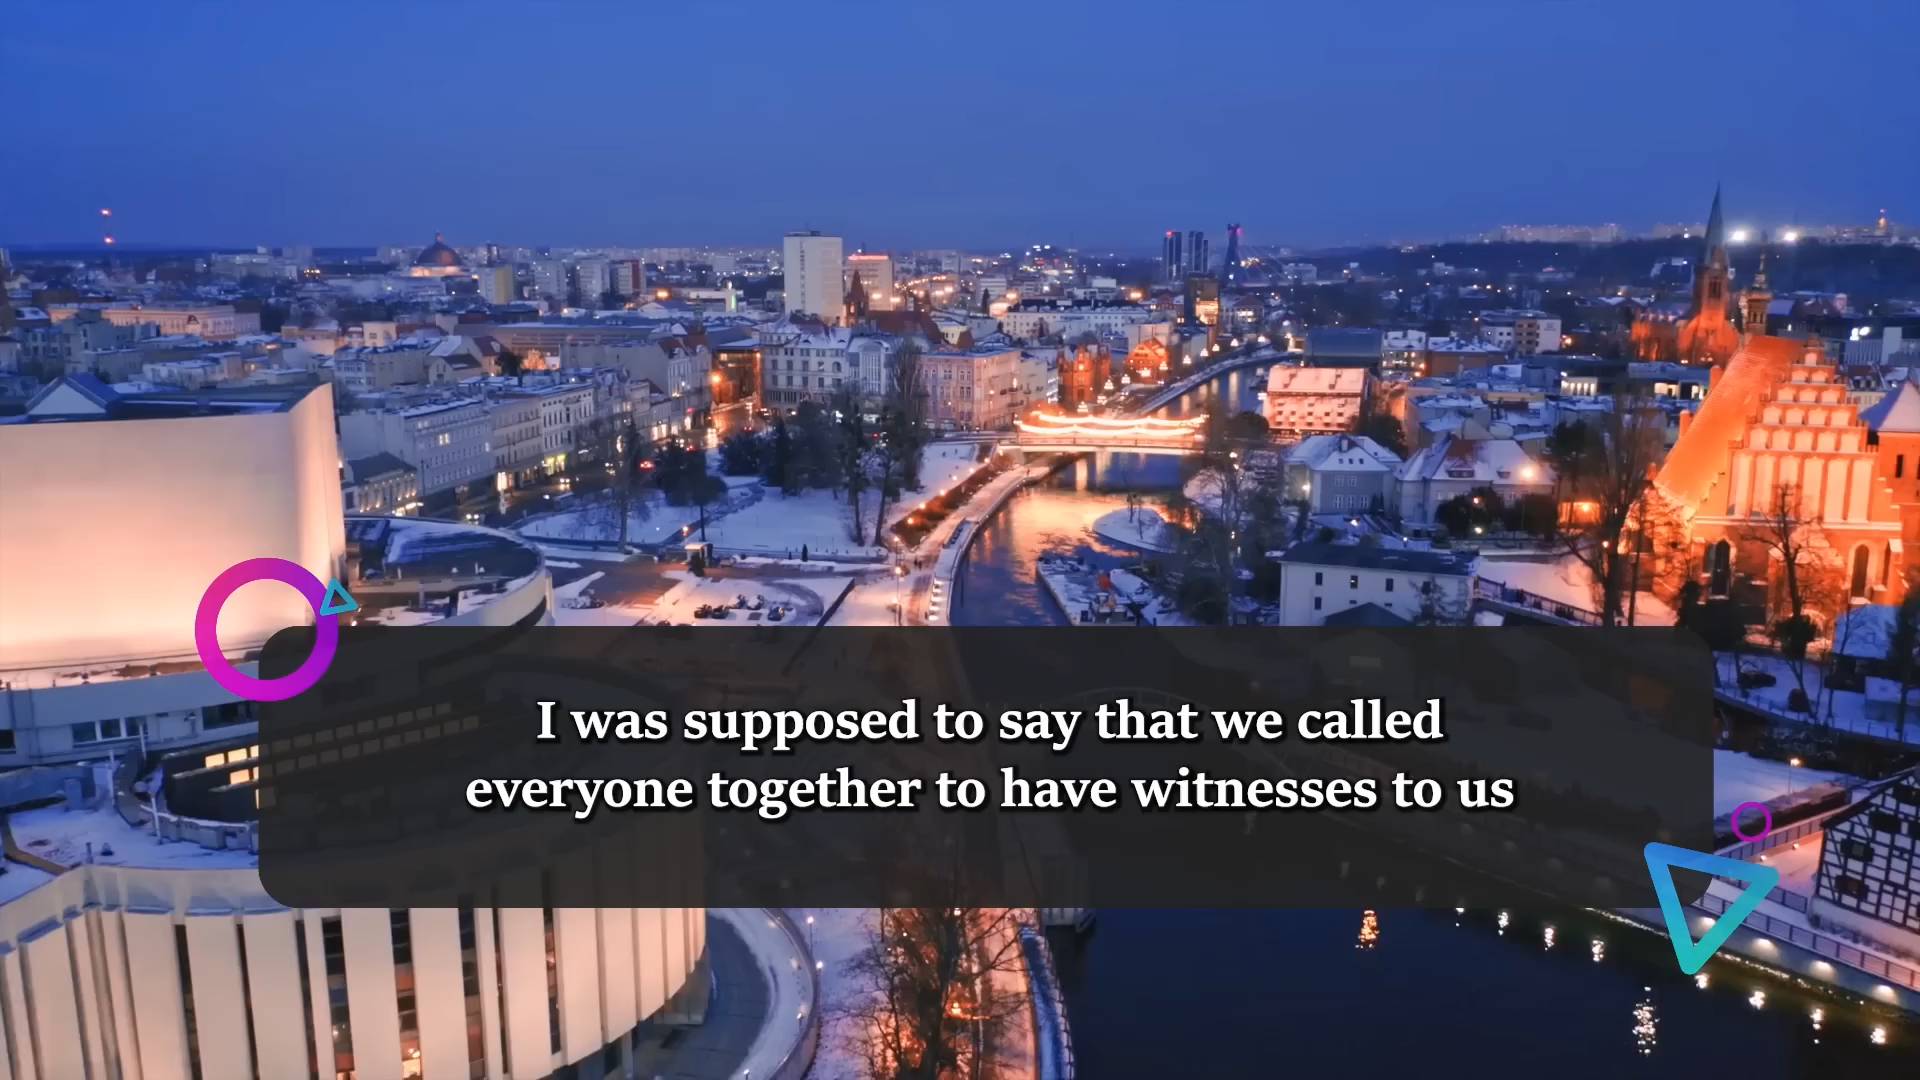 I was supposed to say that we called
everyone together to have witnesses to us